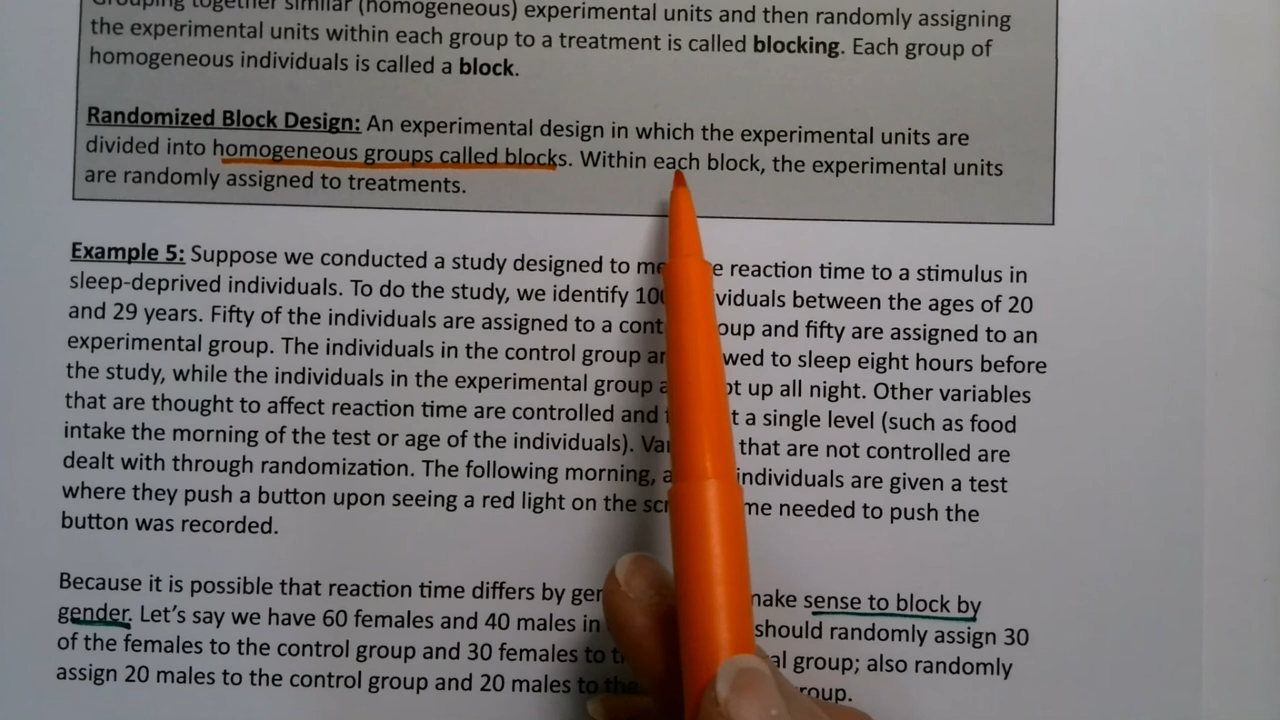 Grouping together similar (homogeneous) experimental units and then randomly assigning
the experimental units within each group to a treatment is called blocking. Each group of
homogeneous individuals is called a block.
Randomized Block Design: An experimental design in which the experimental units are
divided into homogeneous groups called blocks. Within each block, the experimental units
are randomly assigned to treatments.
Example 5: Suppose we conducted a study designed to reaction time to a stimulus in
sleep-deprived individuals. To do the study, we identify between the ages of 20
and 29 years. Fifty of the individuals are assigned to a and fifty are assigned to an
experimental group. The individuals in the control group to sleep eight hours before
the study, while the individuals in the experimental group up all night. Other variables
that are thought to affect reaction time are controlled and a single level (such as food
intake the morning of the test or age of the individuals). that are not controlled are
dealt with through randomization. The following morning, individuals are given a test
where they push a button upon seeing a red light on the needed to push the
button was recorded.
Because it is possible that reaction time differs by sense to block by
gender. Let's say we have 60 females and 40 males in should randomly assign 30
of the females to the control group and 30 females to group; also randomly
assign 20 males to the control group and 20 males to the